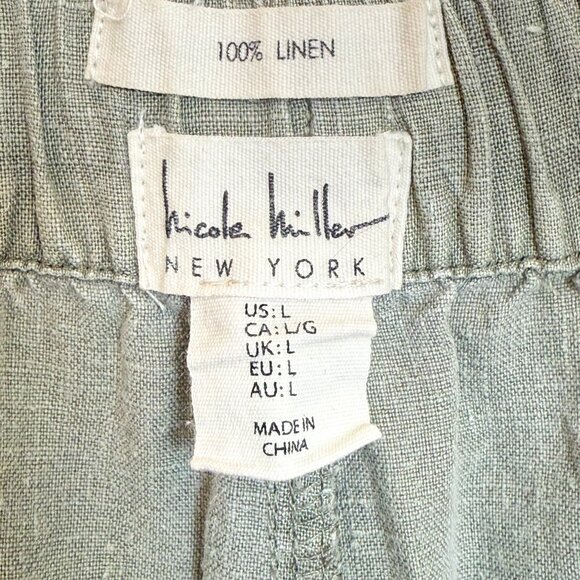 100% LINEN
Nicole Miller
NEW YORK
US: L
CA: L/G
UK: L
EU: L
AU: L
MADE IN
CHINA